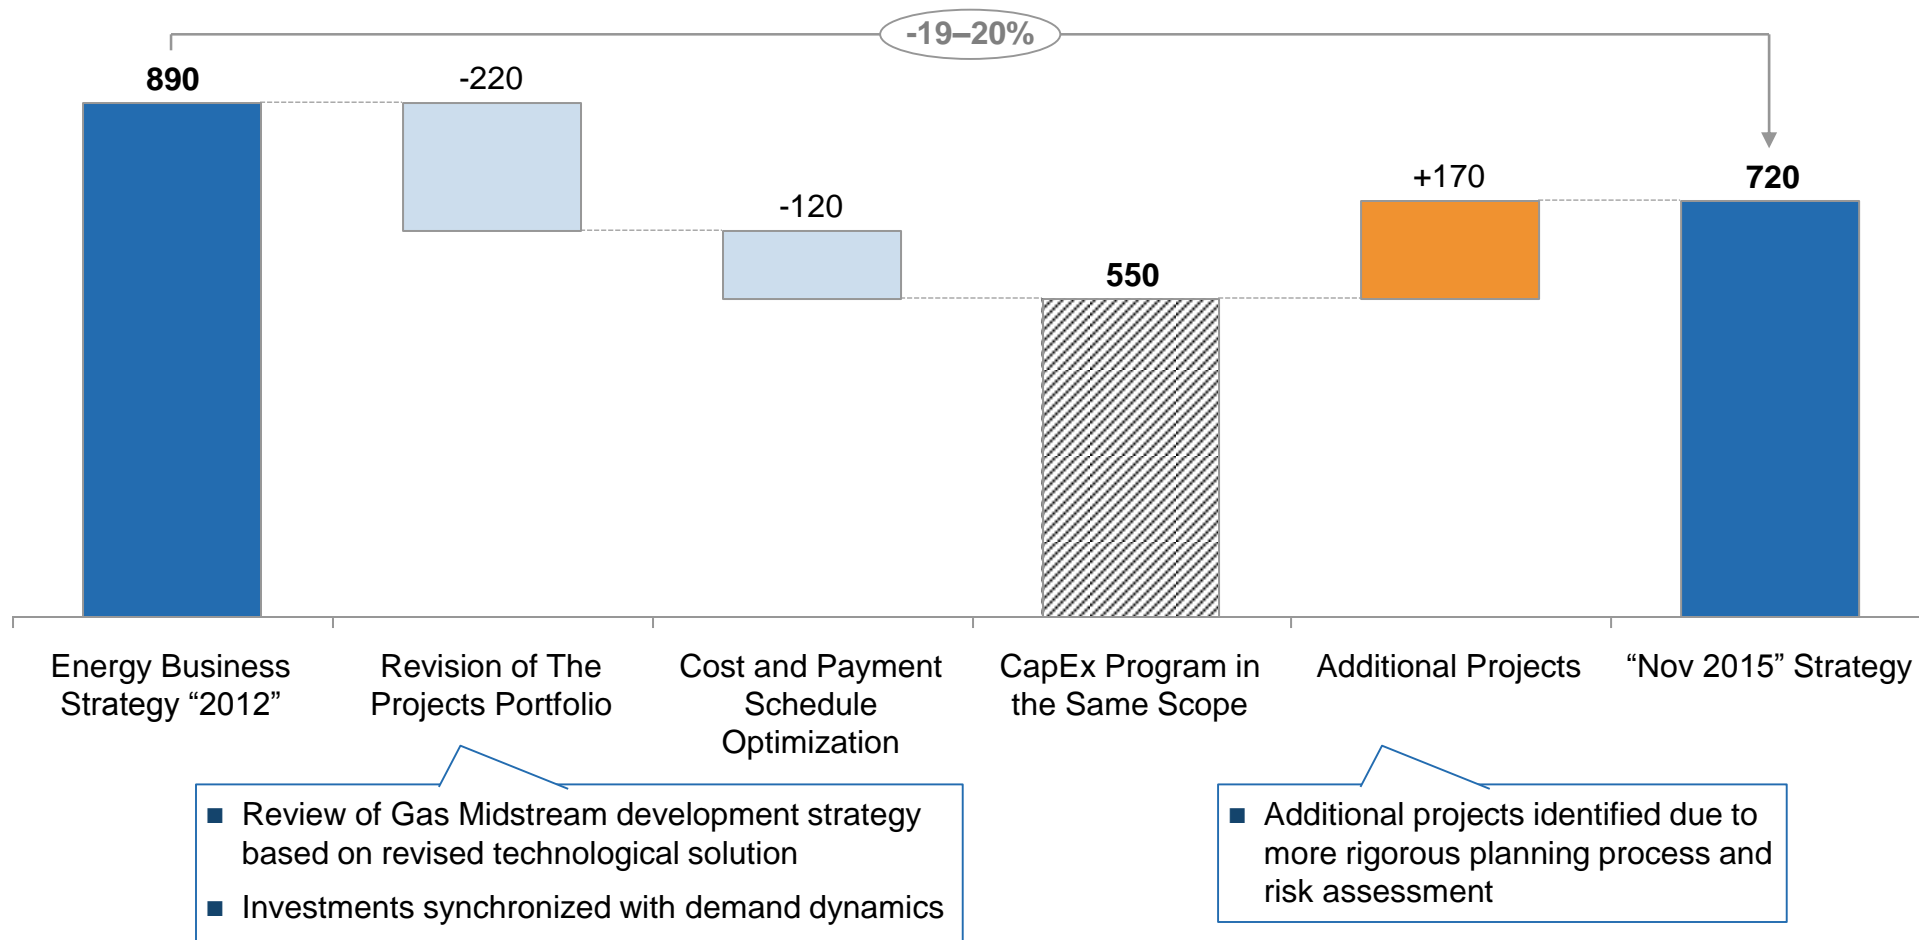 -19–20%
890
-220
-120
550
+170
720
Energy Business
Strategy “2012”
Revision of The
Projects Portfolio
Cost and Payment
Schedule
Optimization
CapEx Program in
the Same Scope
Additional Projects
“Nov 2015” Strategy
■ Review of Gas Midstream development strategy
based on revised technological solution
■ Investments synchronized with demand dynamics
■ Additional projects identified due to
more rigorous planning process and
risk assessment